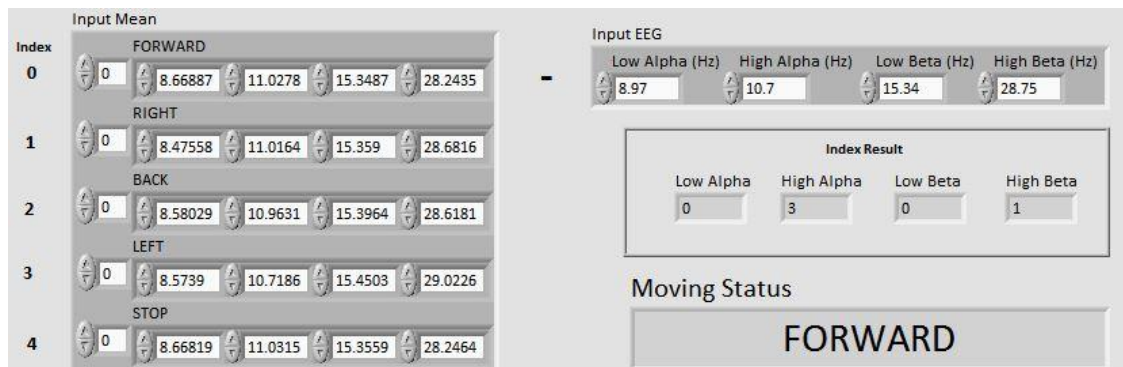 Input Mean
Index
FORWARD
0 0 8.66887 11.0278 15.3487 28.2435
RIGHT
1 0 8.47558 11.0164 15.359 28.6816
BACK
2 0 8.58029 10.9631 15.3964 28.6181
LEFT
3 0 8.5739 10.7186 15.4503 29.0226
STOP
4 0 8.66819 11.0315 15.3559 28.2464
-
Input EEG
Low Alpha (Hz) High Alpha (Hz) Low Beta (Hz) High Beta (Hz)
8.97 10.7 15.34 28.75
Index Result
Low Alpha High Alpha Low Beta High Beta
0 3 0 1
Moving Status
FORWARD